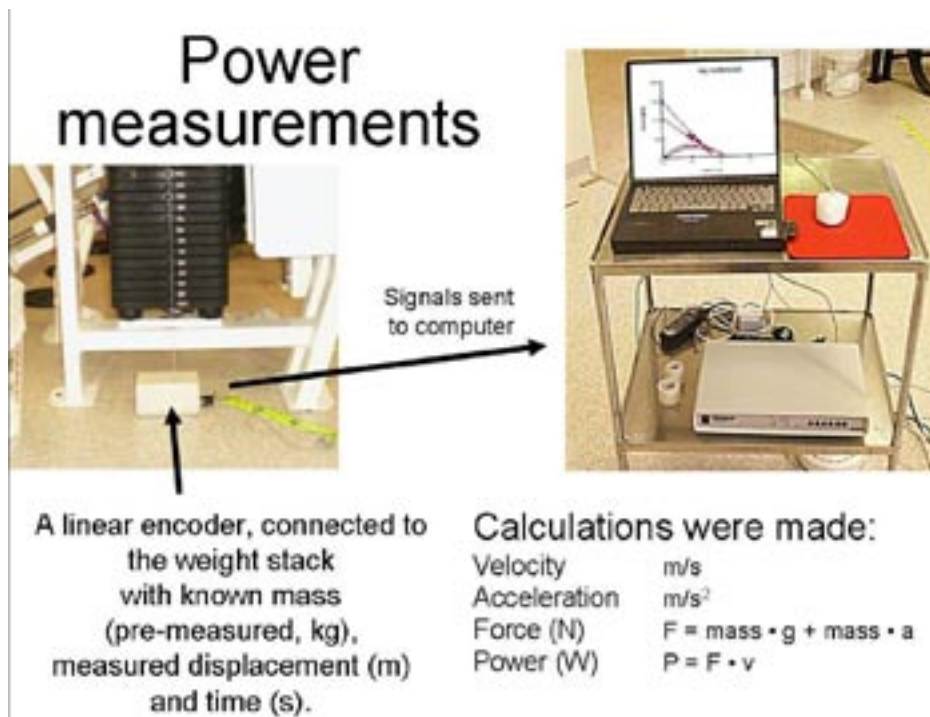 Power
measurements
Signals sent
to computer
A linear encoder, connected to
the weight stack
with known mass
(pre-measured, kg),
measured displacement (m)
and time (s).
Calculations were made:
Velocity m/s
Acceleration m/s²
Force (N) F = mass • g + mass • a
Power (W) P = F • v